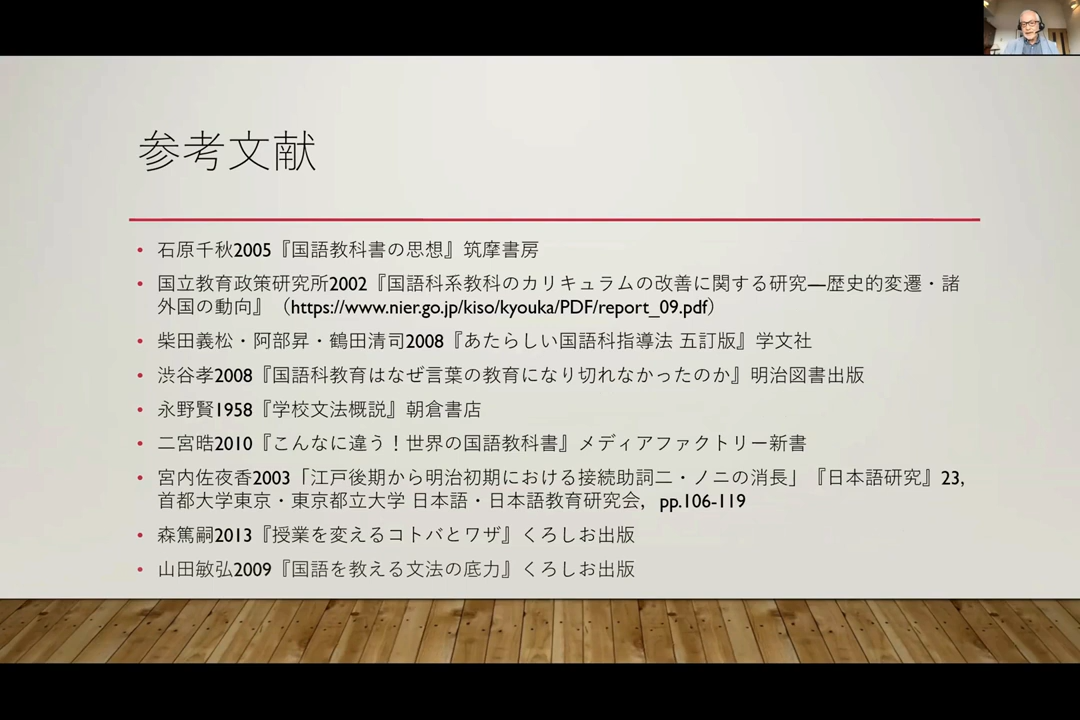 参考文献
• 石原千秋2005『国語教科書の思想』筑摩書房
• 国立教育政策研究所2002『国語科系教科のカリキュラムの改善に関する研究―歴史的変遷・諸
外国の動向』（https://www.nier.go.jp/kiso/kyouka/PDF/report_09.pdf）
• 柴田義松・阿部昇・鶴田清司2008『あたらしい国語科指導法 五訂版』学文社
• 渋谷孝2008『国語科教育はなぜ言葉の教育になり切れなかったのか』明治図書出版
• 永野賢1958『学校文法概説』朝倉書店
• 二宮晧2010『こんなに違う！世界の国語教科書』メディアファクトリー新書
• 宮内佐夜香2003「江戸後期から明治初期における接続助詞ニ・ノニの消長」『日本語研究』23,
首都大学東京・東京都立大学 日本語・日本語教育研究会，pp.106-119
• 森篤嗣2013『授業を変えるコトバとワザ』くろしお出版
• 山田敏弘2009『国語を教える文法の底力』くろしお出版